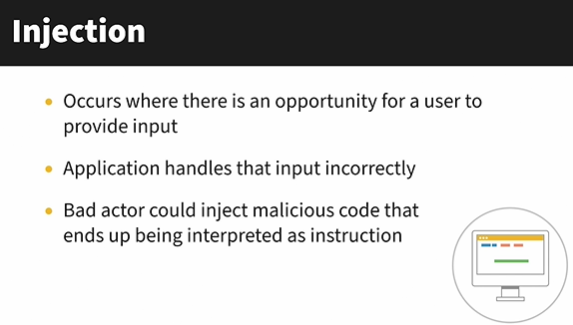 Injection
• Occurs where there is an opportunity for a user to
provide input
• Application handles that input incorrectly
• Bad actor could inject malicious code that
ends up being interpreted as instruction